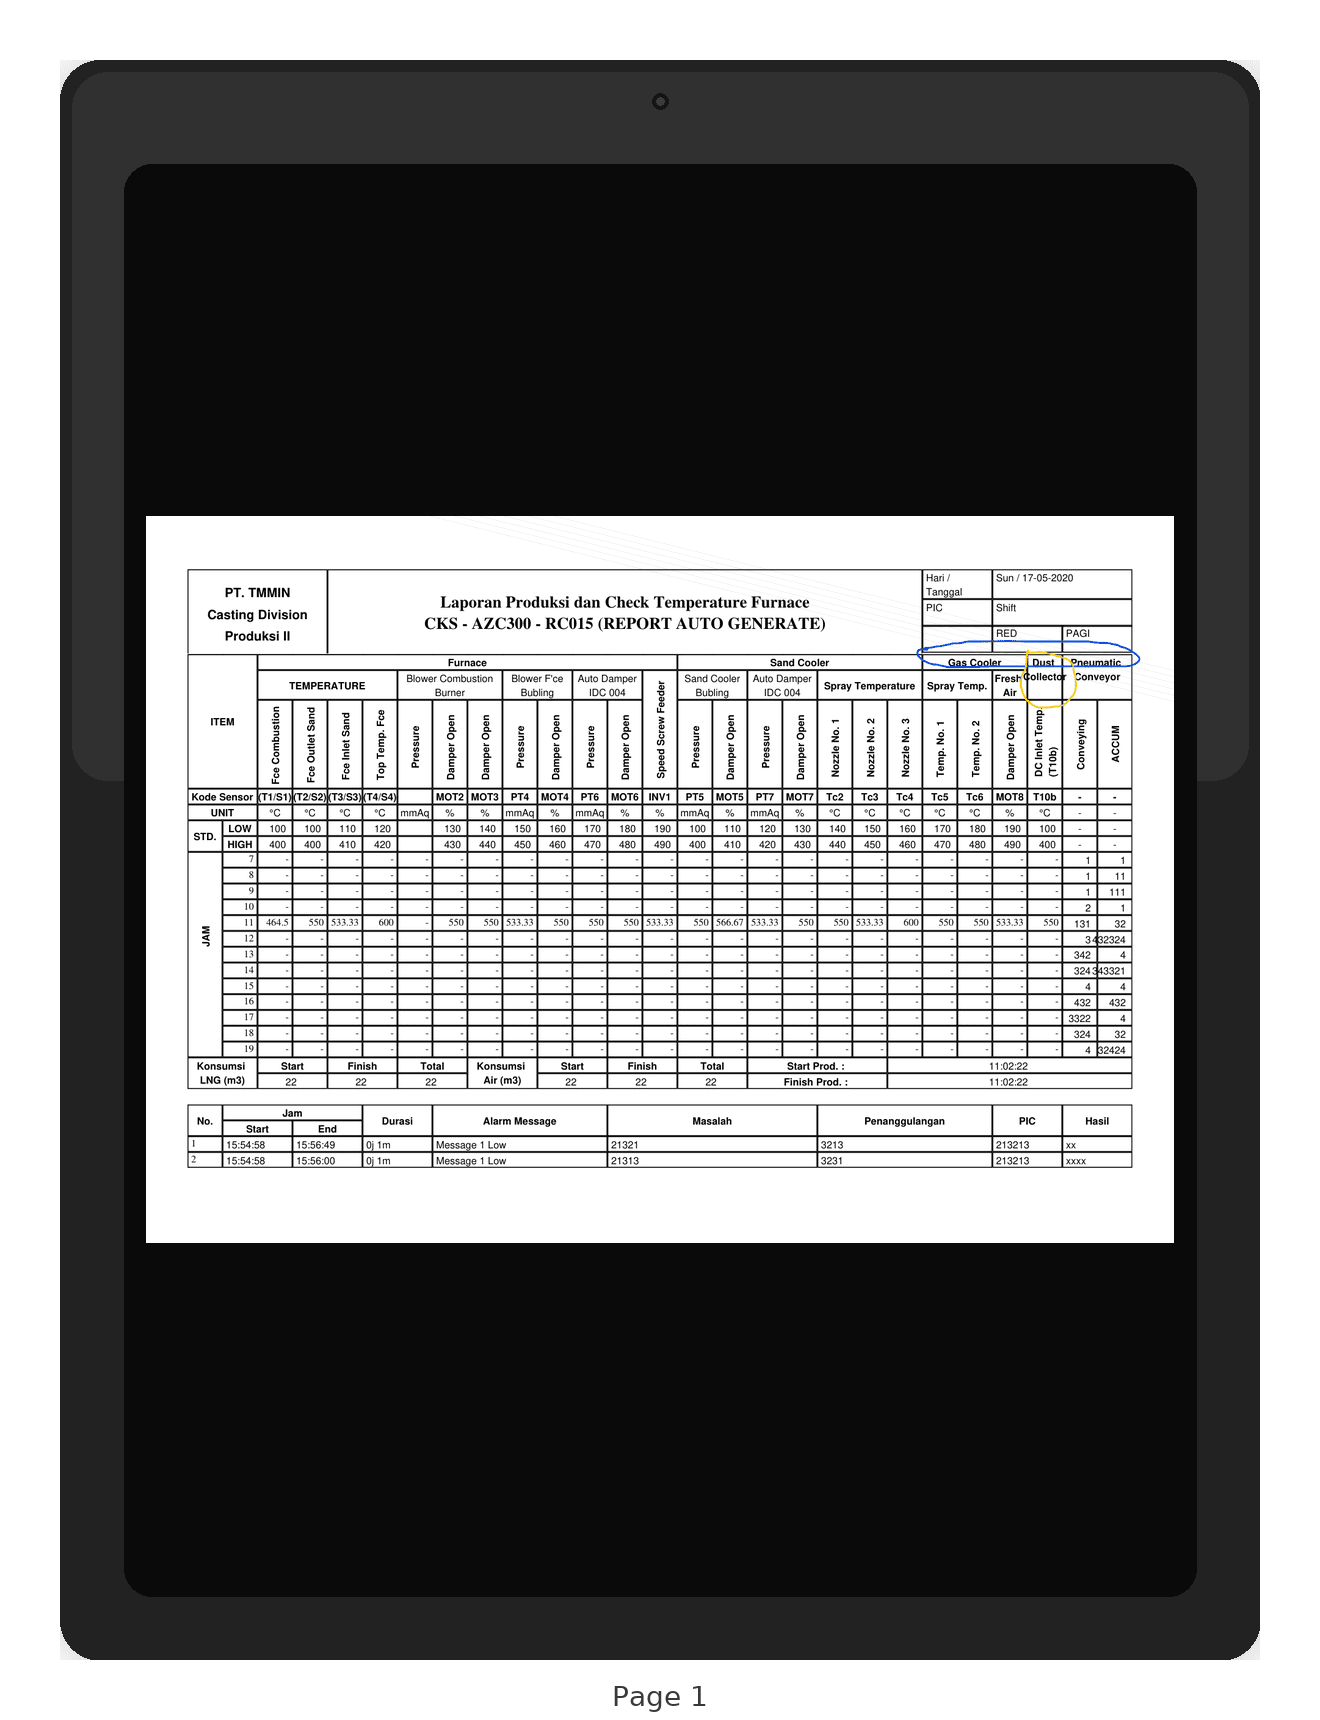 PT. TMMIN
Casting Division
Produksi II
Laporan Produksi dan Check Temperature Furnace
CKS - AZC300 - RC015 (REPORT AUTO GENERATE)
Hari / Tanggal Sun / 17-05-2020
PIC Shift
RED PAGI
ITEM Furnace Sand Cooler Gas Cooler Dust Collector Pneumatic Conveyor
TEMPERATURE Blower Combustion Burner Blower F'ce Bubling Auto Damper IDC 004 Speed Screw Feeder Sand Cooler Bubling Auto Damper IDC 004 Spray Temperature Spray Temp. Fresh Air
Fce Combustion Fce Outlet Sand Fce Inlet Sand Top Temp. Fce Pressure Damper Open Damper Open Pressure Damper Open Pressure Damper Open Pressure Damper Open Pressure Damper Open Nozzle No. 1 Nozzle No. 2 Nozzle No. 3 Temp. No. 1 Temp. No. 2 Damper Open DC Inlet Temp. (T10b) Conveying ACCUM
Kode Sensor (T1/S1) (T2/S2) (T3/S3) (T4/S4) MOT2 MOT3 PT4 MOT4 PT6 MOT6 INV1 PT5 MOT5 PT7 MOT7 Tc2 Tc3 Tc4 Tc5 Tc6 MOT8 T10b - -
UNIT °C °C °C °C mmAq % % mmAq % mmAq % % mmAq % mmAq % °C °C °C °C °C % °C - -
STD. LOW 100 100 110 120 130 140 150 160 170 180 190 100 110 120 130 140 150 160 170 180 190 100 - -
HIGH 400 400 410 420 430 440 450 460 470 480 490 400 410 420 430 440 450 460 470 480 490 400 - -
JAM
7 - - - - - - - - - - - - - - - - - - - - - - - 1 1
8 - - - - - - - - - - - - - - - - - - - - - - - 1 11
9 - - - - - - - - - - - - - - - - - - - - - - - 1 111
10 - - - - - - - - - - - - - - - - - - - - - - - 2 1
11 464.5 550 533.33 600 - 550 550 533.33 550 550 550 533.33 550 566.67 533.33 550 550 533.33 600 550 550 533.33 550 131 32
12 - - - - - - - - - - - - - - - - - - - - - - - 3 432324
13 - - - - - - - - - - - - - - - - - - - - - - - 342 4
14 - - - - - - - - - - - - - - - - - - - - - - - 324 343321
15 - - - - - - - - - - - - - - - - - - - - - - - 4 4
16 - - - - - - - - - - - - - - - - - - - - - - - 432 432
17 - - - - - - - - - - - - - - - - - - - - - - - 3322 4
18 - - - - - - - - - - - - - - - - - - - - - - - 324 32
19 - - - - - - - - - - - - - - - - - - - - - - - 4 32424
Konsumsi LNG (m3) Start Finish Total Konsumsi Air (m3) Start Finish Total Start Prod. : 11:02:22
22 22 22 22 22 22 Finish Prod. : 11:02:22
No. Jam Durasi Alarm Message Masalah Penanggulangan PIC Hasil
Start End
1 15:54:58 15:56:49 0j 1m Message 1 Low 21321 3213 213213 xx
2 15:54:58 15:56:00 0j 1m Message 1 Low 21313 3231 213213 xxxx
Page 1